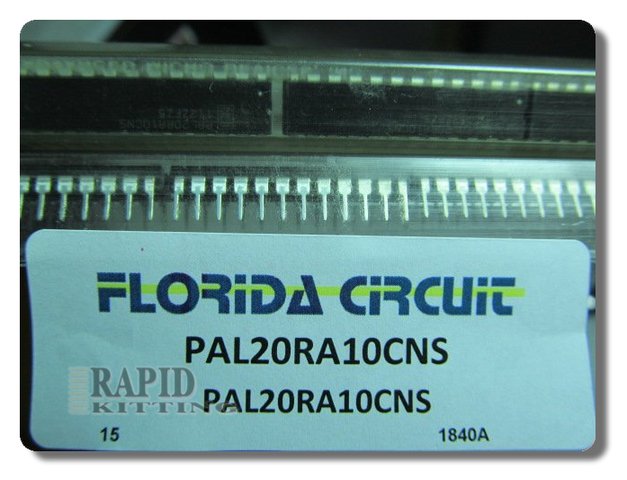 FLORIDA CIRCUIT
PAL20RA10CNS
RAPID
KITTING
PAL20RA10CNS
15
1840A